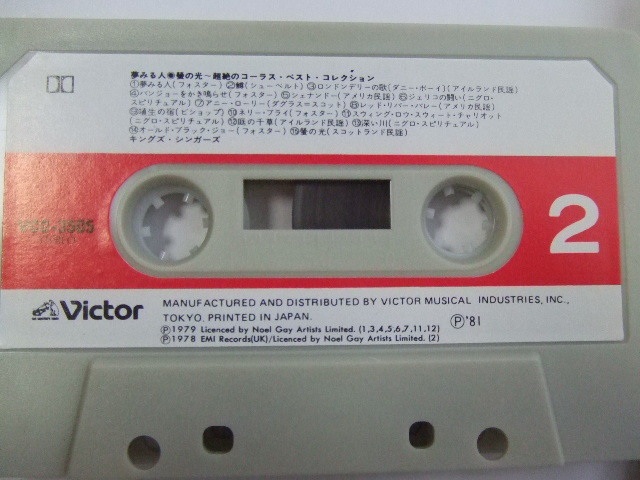 夢みる人✺螢の光～超絶のコーラス・ベスト・コレクション
①夢みる人(フォスター) ②鱒(シューベルト) ③ロンドンデリーの歌(ダニー・ボーイ)(アイルランド民謡)
④バンジョーをかき鳴らせ(フォスター) ⑤シェナンドー(アメリカ民謡) ⑥ジェリコの闘い(ニグロ・
スピリチュアル) ⑦アニー・ローリー(ダグラス＝スコット) ⑧レッド・リバー・バレー(アメリカ民謡)
⑨埴生の宿(ビショップ) ⑩ネリー・ブライ(フォスター) ⑪スウィング・ロウ・スウォート・チャリオット
(ニグロ・スピリチュアル) ⑫庭の千草(アイルランド民謡) ⑬深い川(ニグロ・スピリチュアル)
⑭オールド・ブラック・ジョー(フォスター) ⑮螢の光(スコットランド民謡)
キングズ・シンガーズ
2
Victor
MANUFACTURED AND DISTRIBUTED BY VICTOR MUSICAL INDUSTRIES, INC.,
TOKYO. PRINTED IN JAPAN.
Ⓟ'81
Ⓟ1979 Licenced by Noel Gay Artists Limited. (1,3,4,5,6,7,11,12)
Ⓟ1978 EMI Records(UK)/Licenced by Noel Gay Artists Limited. (2)